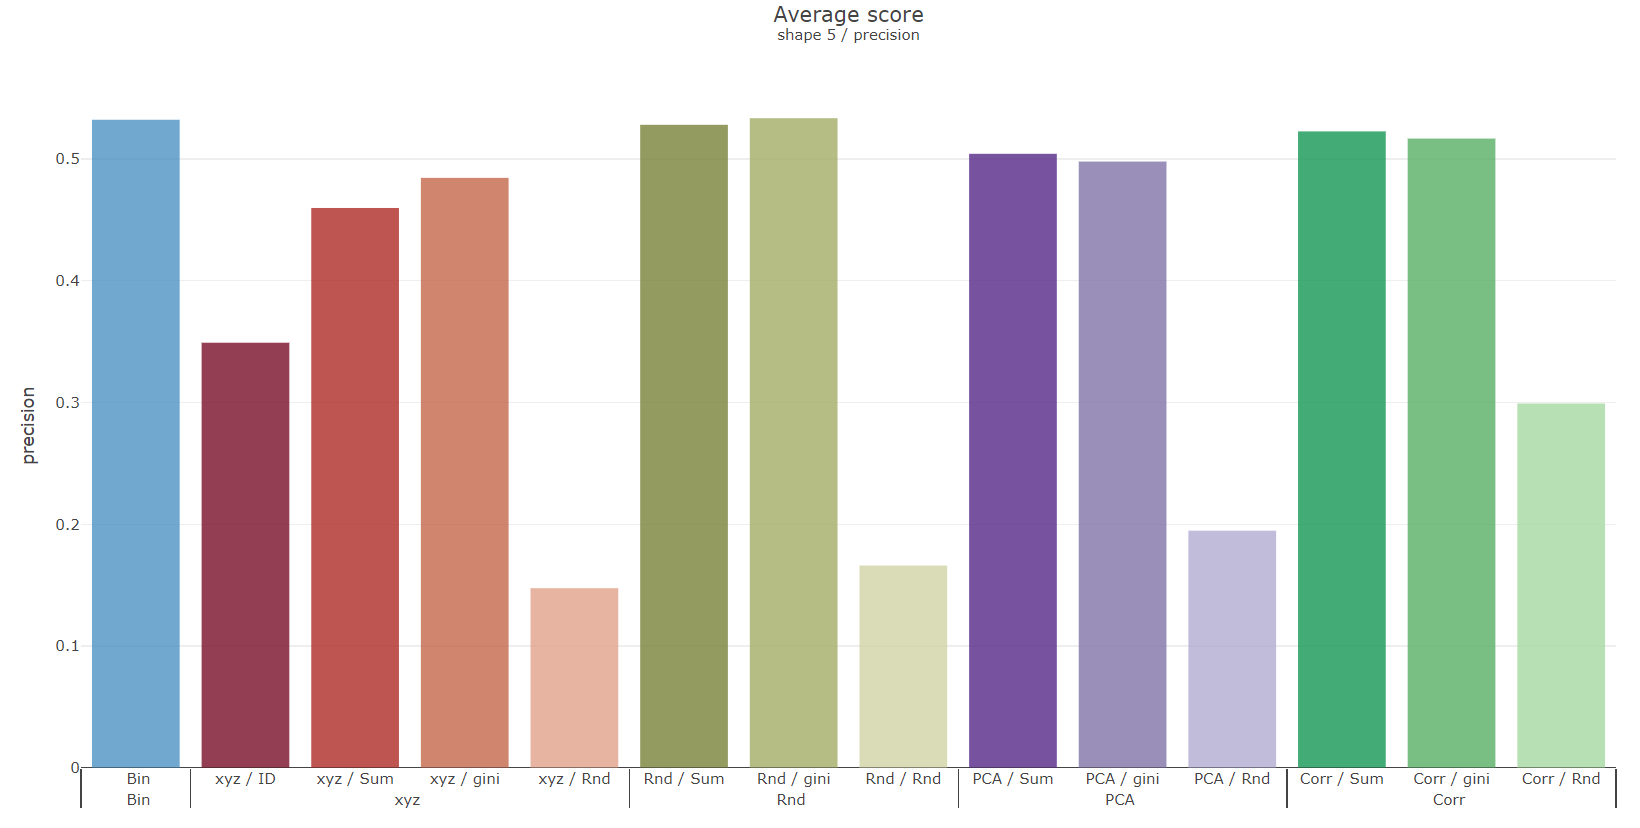 Average score
shape 5 / precision
precision
0.5
0.4
0.3
0.2
0.1
0
Bin xyz / ID xyz / Sum xyz / gini xyz / Rnd Rnd / Sum Rnd / gini Rnd / Rnd PCA / Sum PCA / gini PCA / Rnd Corr / Sum Corr / gini Corr / Rnd
Bin xyz Rnd PCA Corr